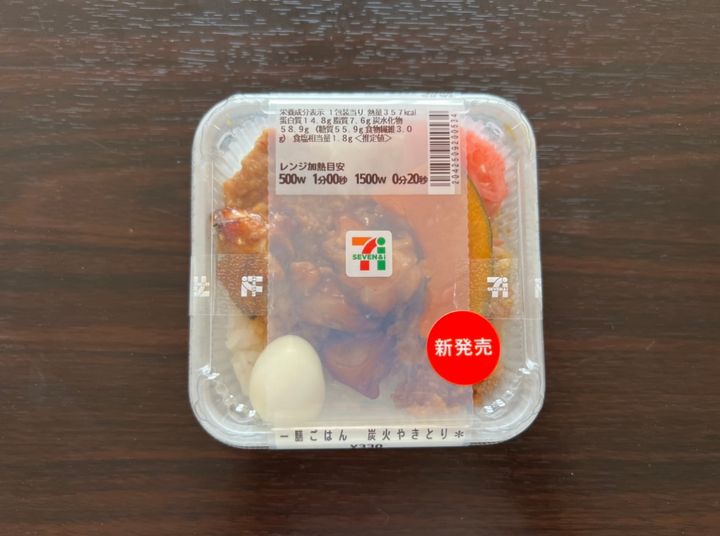 栄養成分表示 1包装当り 熱量357kcal
蛋白質14.8g 脂質7.6g 炭水化物
58.9g (糖質55.9g 食物繊維3.0
g) 食塩相当量1.8g<推定値>
レンジ加熱目安
500W 1分00秒 1500W 0分20秒
2042509200534
SEVEN&i
新発売
一膳ごはん 炭火やきとり*